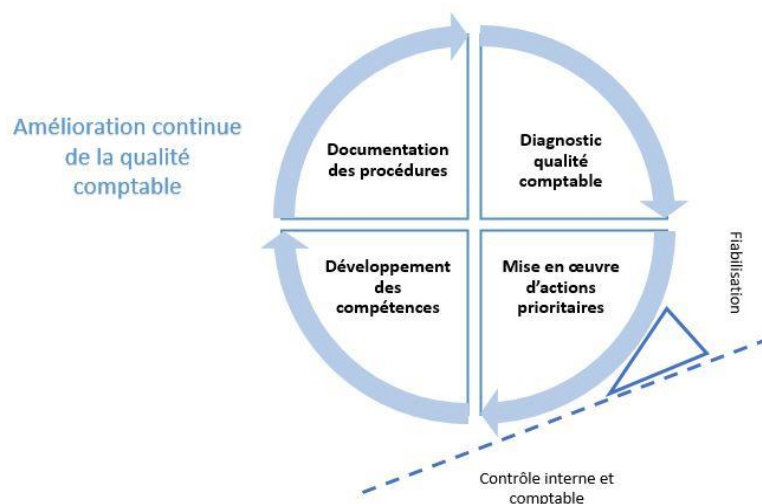 Amélioration continue
de la qualité
comptable
Documentation
des procédures
Diagnostic
qualité
comptable
Développement
des
compétences
Mise en œuvre
d'actions
prioritaires
Fiabilisation
Contrôle interne et
comptable